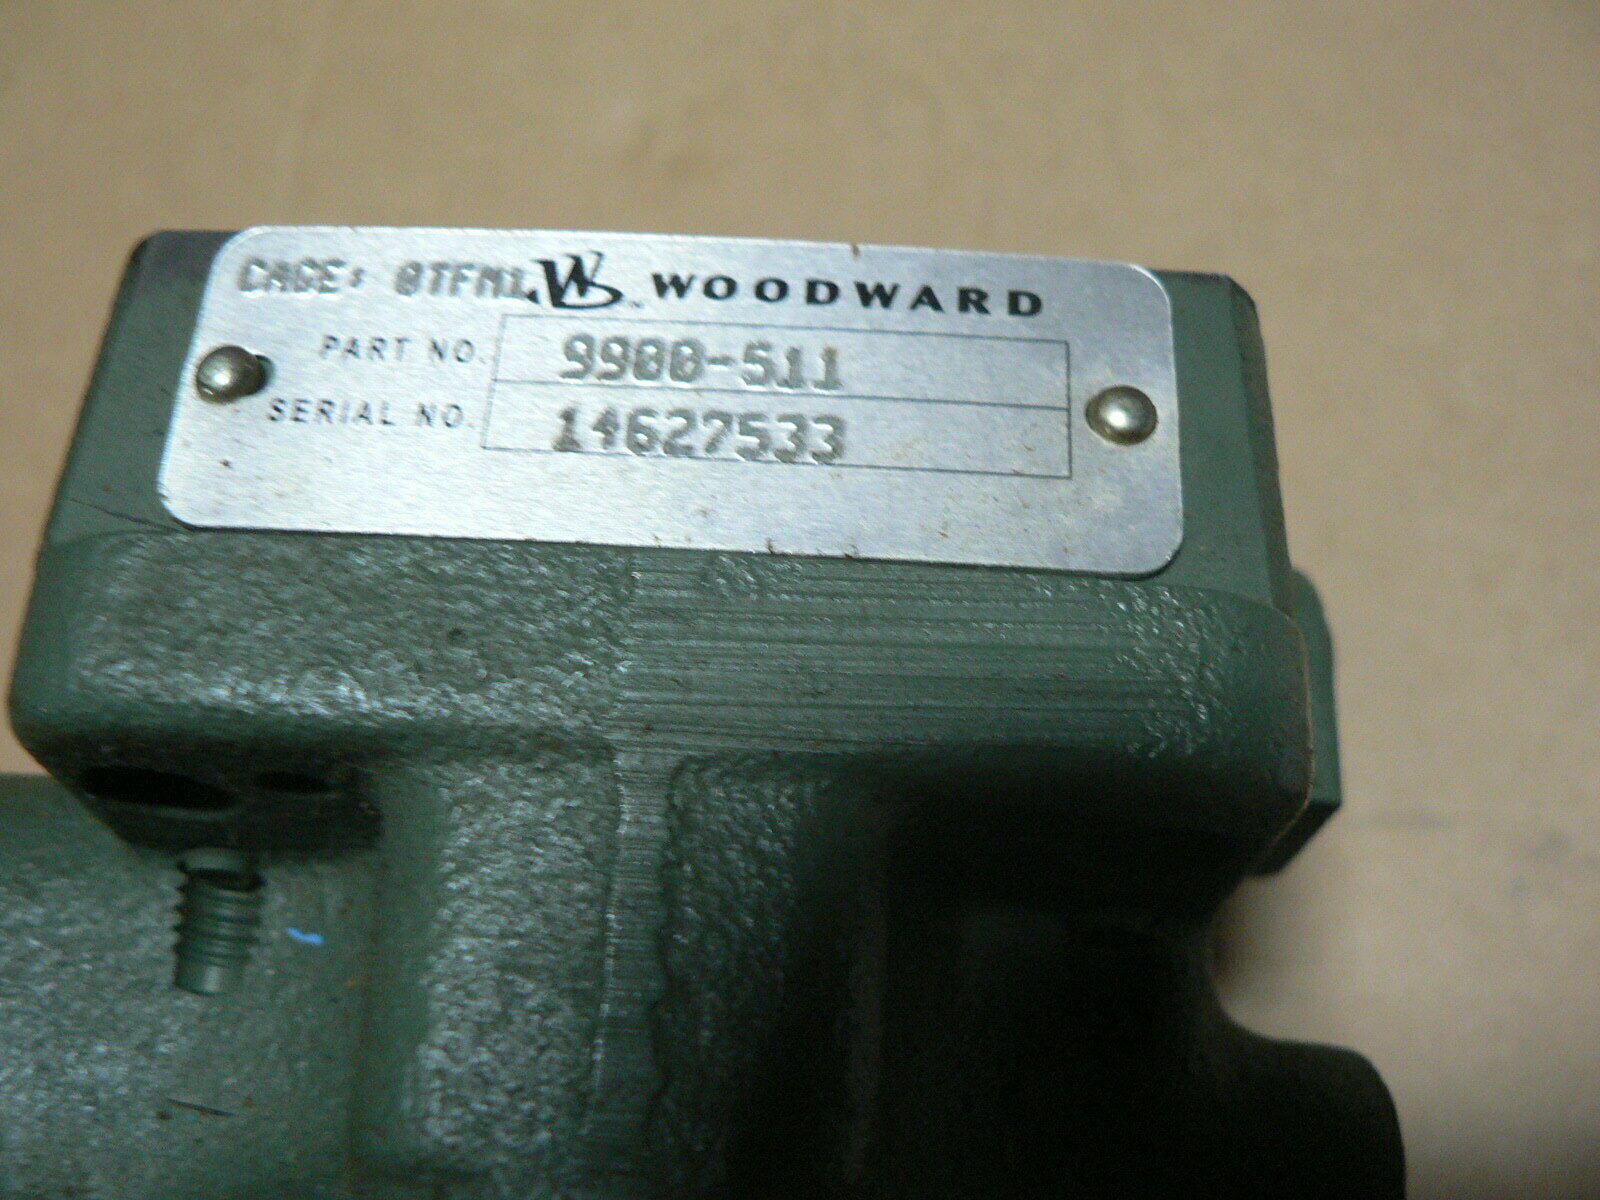 CAGE: 0TFM1 W WOODWARD
PART NO. 9900-511
SERIAL NO. 14627533